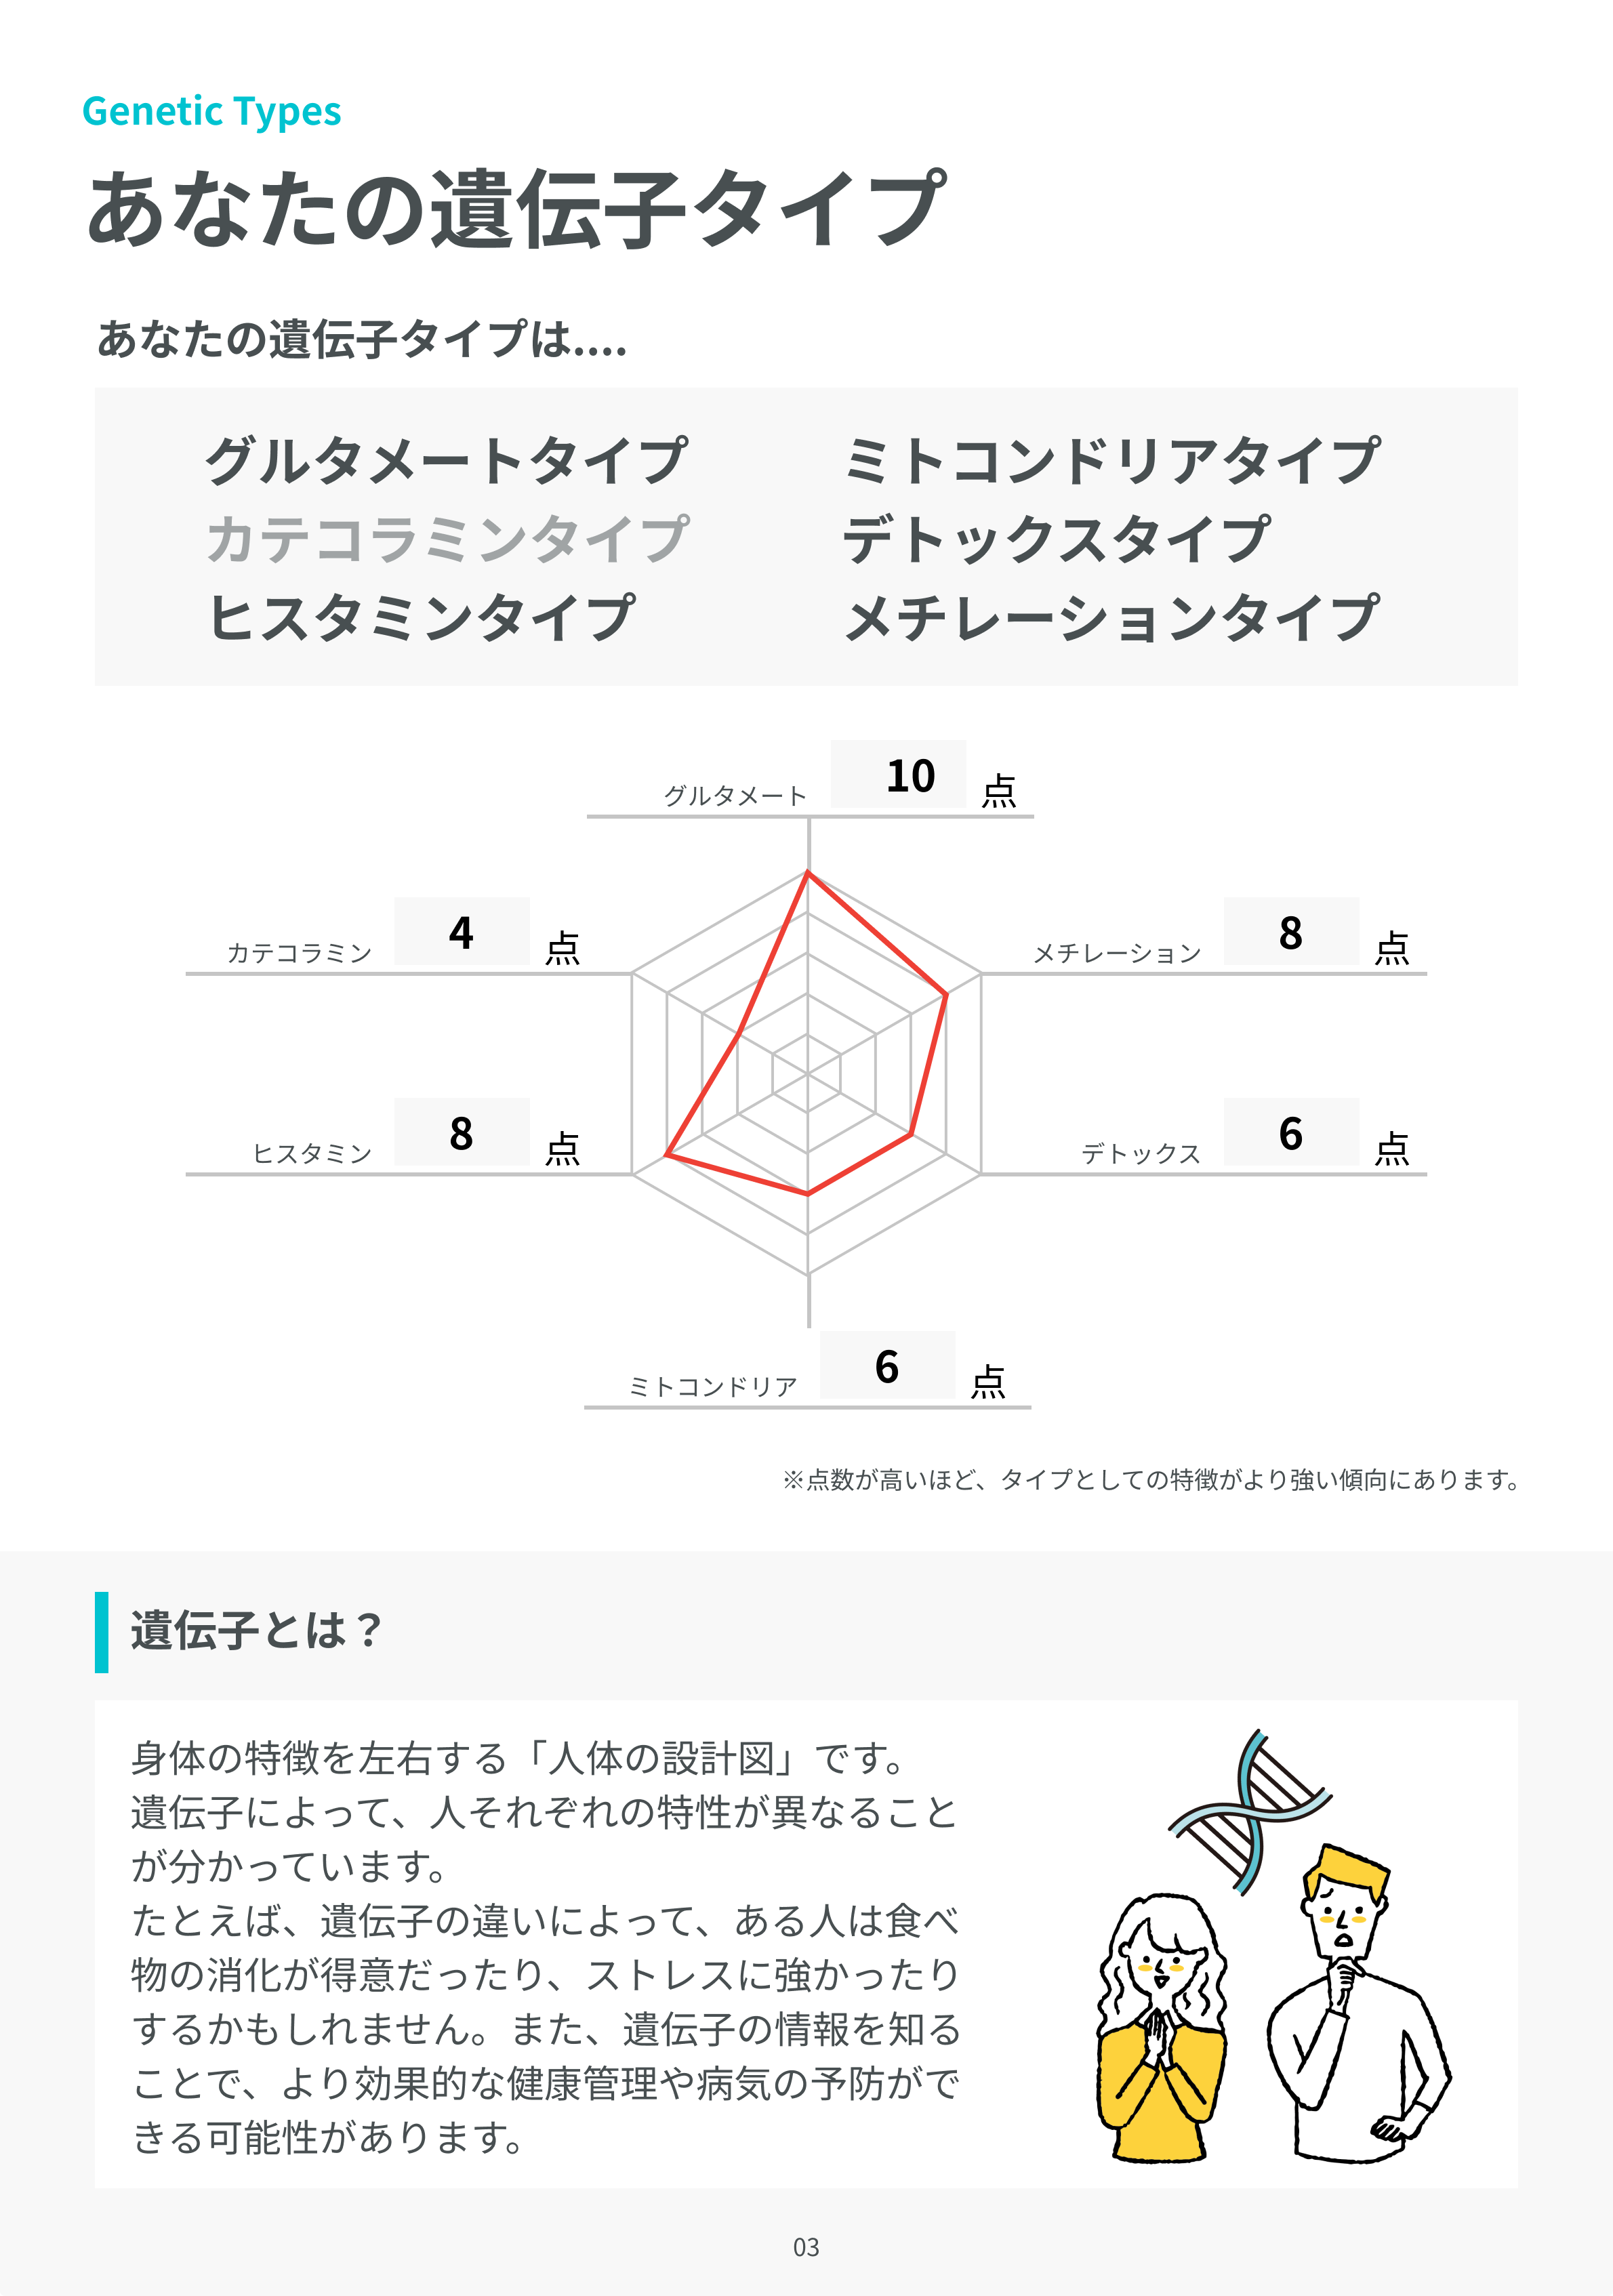 Genetic Types
あなたの遺伝子タイプ
あなたの遺伝子タイプは....
グルタメートタイプ
ミトコンドリアタイプ
カテコラミンタイプ
デトックスタイプ
ヒスタミンタイプ
メチレーションタイプ
グルタメート 10 点
カテコラミン 4 点
メチレーション 8 点
ヒスタミン 8 点
デトックス 6 点
ミトコンドリア 6 点
※点数が高いほど、タイプとしての特徴がより強い傾向にあります。
遺伝子とは？
身体の特徴を左右する「人体の設計図」です。
遺伝子によって、人それぞれの特性が異なること
が分かっています。
たとえば、遺伝子の違いによって、ある人は食べ
物の消化が得意だったり、ストレスに強かったり
するかもしれません。また、遺伝子の情報を知る
ことで、より効果的な健康管理や病気の予防がで
きる可能性があります。
03